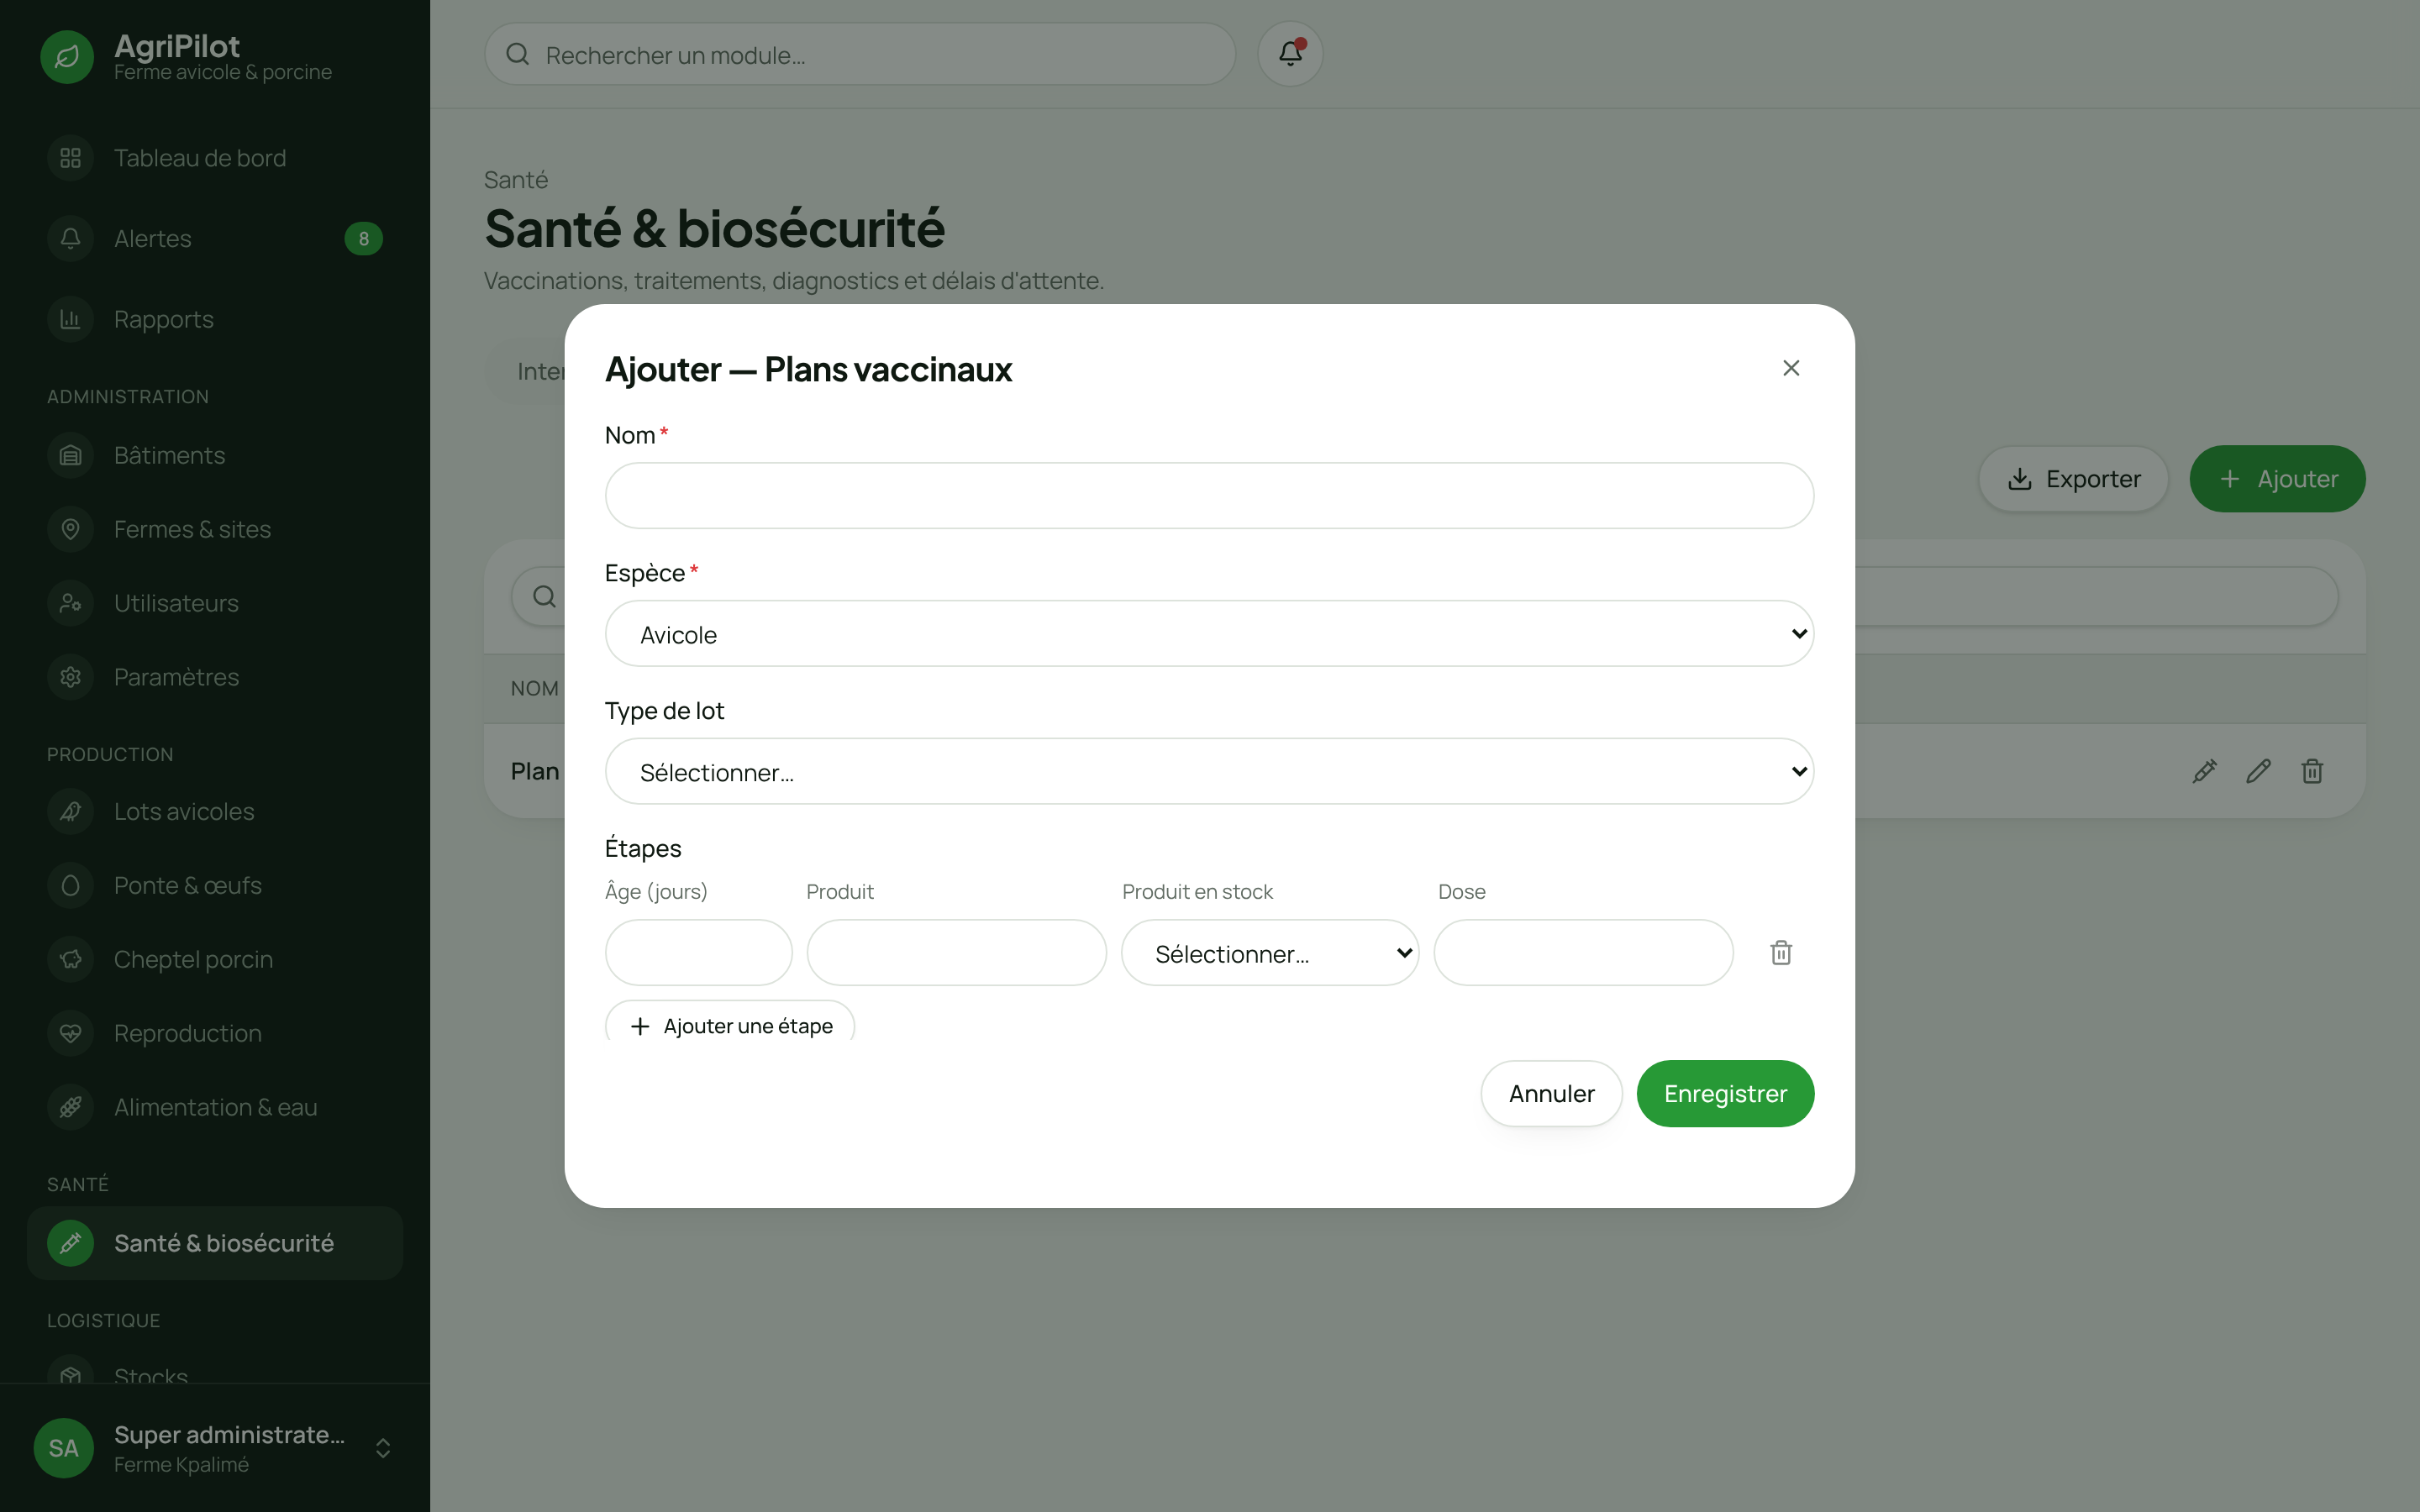 AgriPilot
Ferme avicole & porcine
Tableau de bord
Alertes
8
Rapports
ADMINISTRATION
Bâtiments
Fermes & sites
Utilisateurs
Paramètres
PRODUCTION
Lots avicoles
Ponte & œufs
Cheptel porcin
Reproduction
Alimentation & eau
SANTÉ
Santé & biosécurité
LOGISTIQUE
Stocks
SA
Super administrate...
Ferme Kpalimé
Rechercher un module...
Santé
Santé & biosécurité
Vaccinations, traitements, diagnostics et délais d'attente.
Inter
Exporter
Ajouter
NOM
Plan
Ajouter — Plans vaccinaux
Nom *
Espèce *
Avicole
Type de lot
Sélectionner...
Étapes
Âge (jours) Produit Produit en stock Dose
Sélectionner...
Ajouter une étape
Annuler
Enregistrer